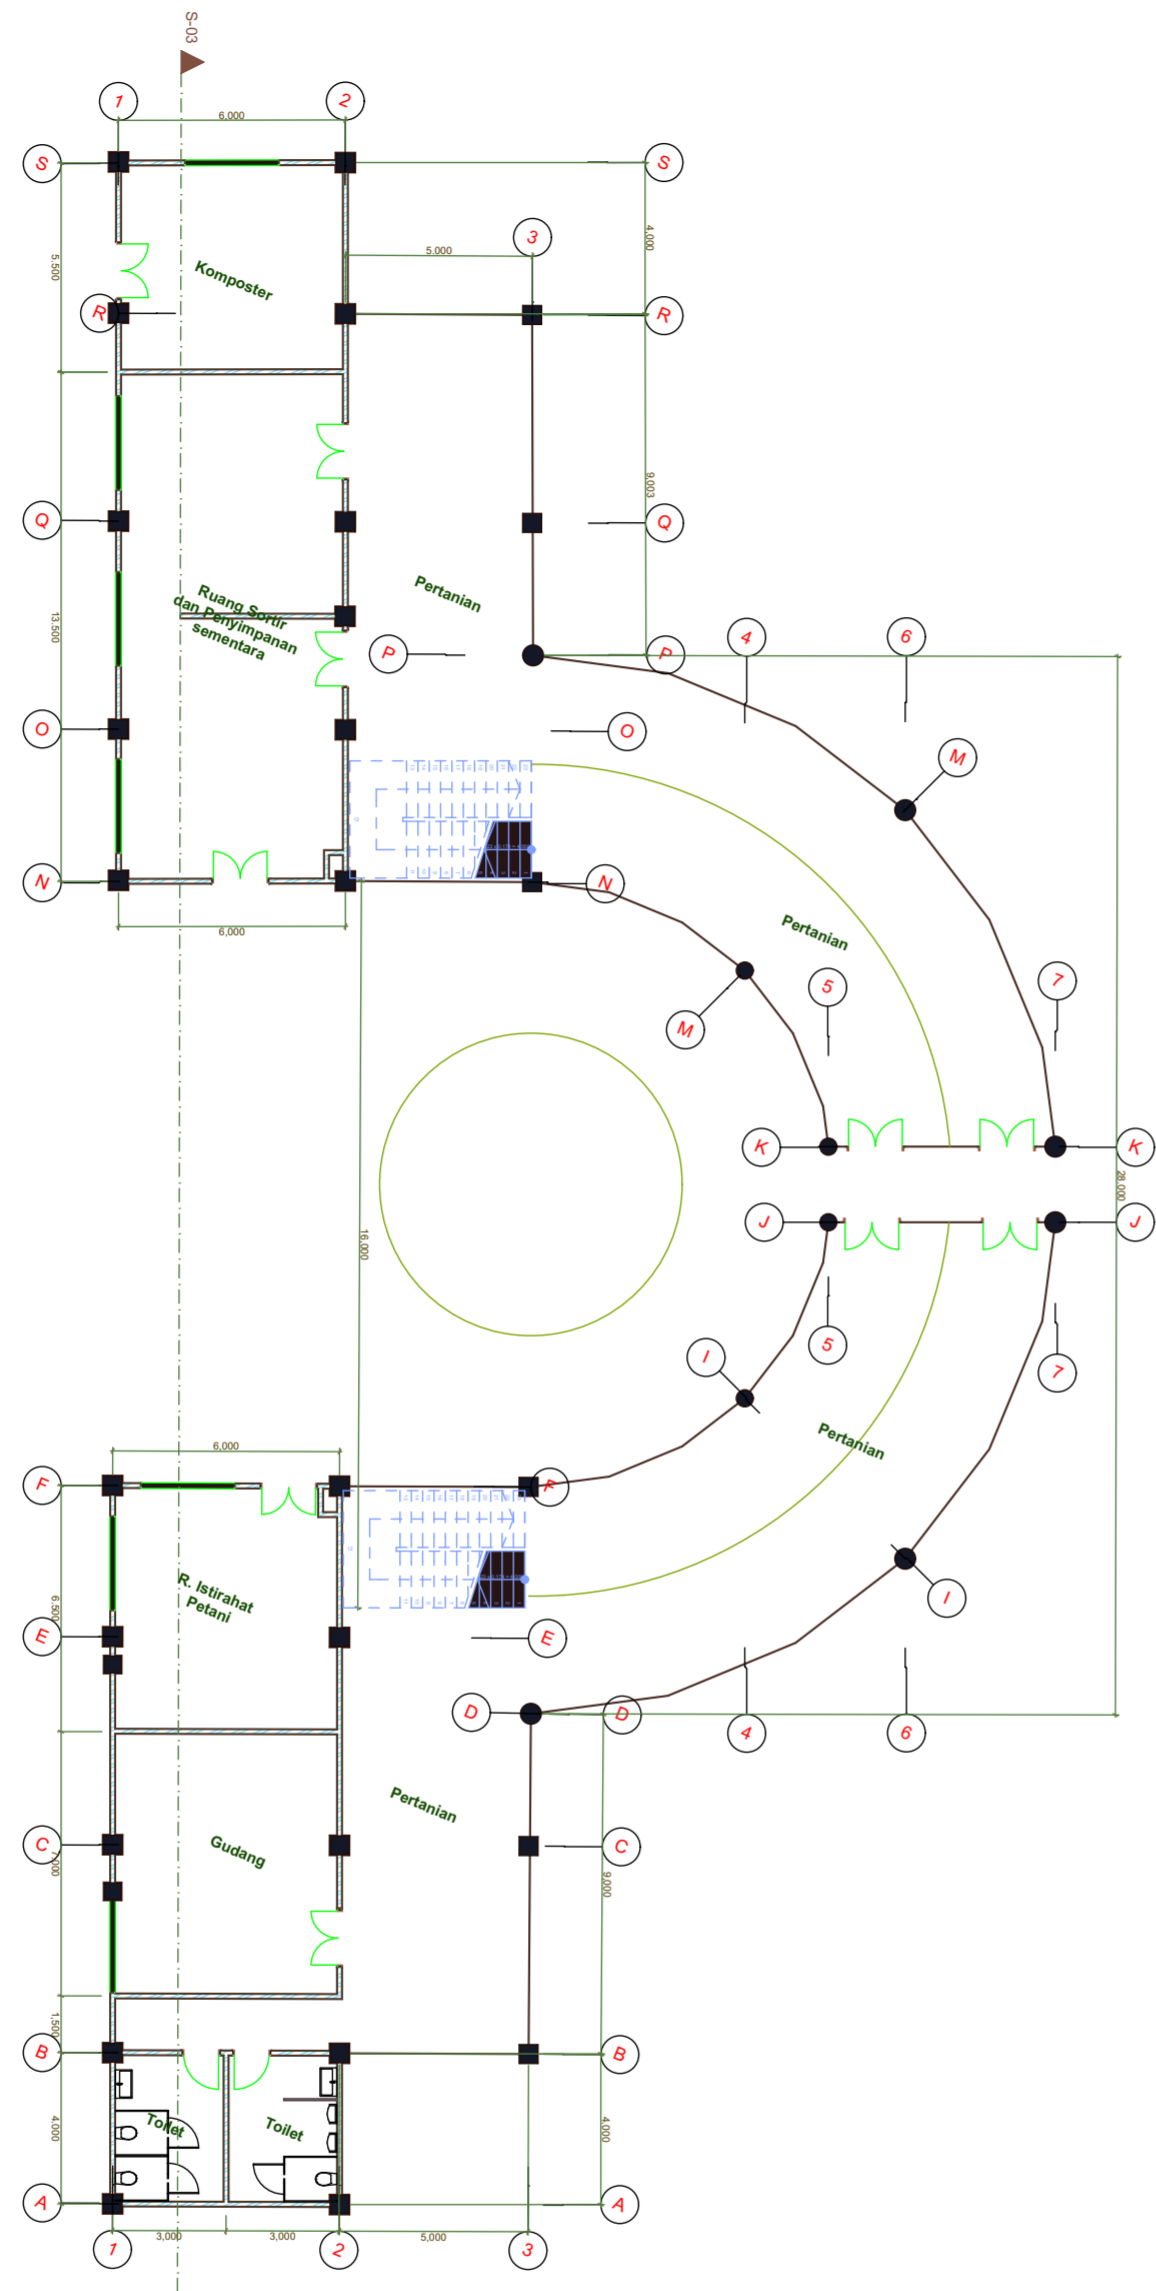 S-03
1
2
6,000
S
S
3
4,000
5,500
5,000
Komposter
R
R
9,003
Q
Q
Pertanian
Ruang Sortir
dan Penyimpanan
sementara
13,500
4
6
P
P
O
O
M
N
N
6,000
Pertanian
5
7
M
K
K
28,000
J
J
16,000
5
I
7
6,000
Pertanian
F
F
R. Istirahat
Petani
I
6,500
E
E
D
D
4
6
Pertanian
C
Gudang
C
9,000
1,500
B
B
Toilet
Toilet
4,000
4,000
A
A
3,000
3,000
5,000
1
2
3